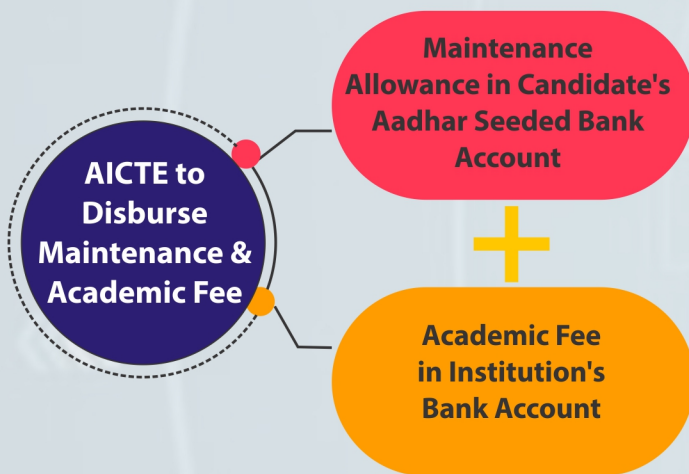 AICTE to
Disburse
Maintenance &
Academic Fee
Maintenance
Allowance in Candidate's
Aadhar Seeded Bank
Account
+
Academic Fee
in Institution's
Bank Account